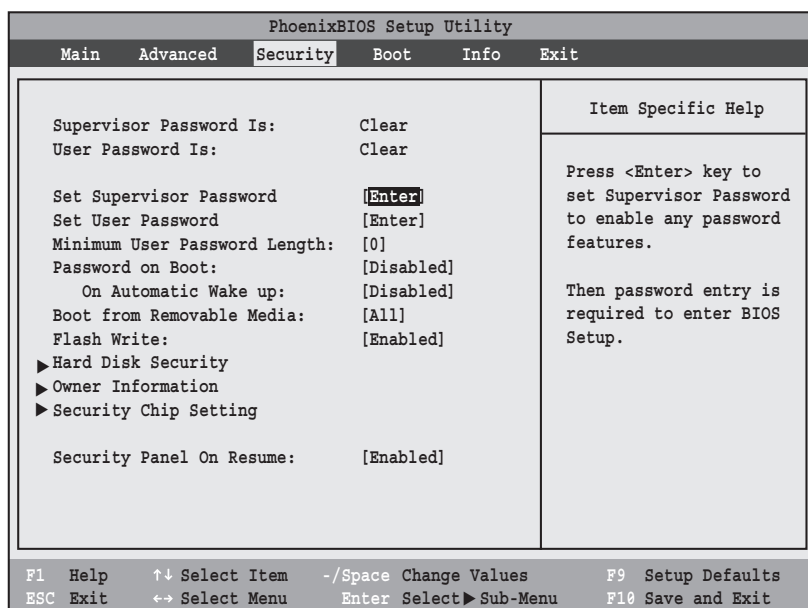 PhoenixBIOS Setup Utility
Main Advanced Security Boot Info Exit
Supervisor Password Is: Clear
User Password Is: Clear
Set Supervisor Password [Enter]
Set User Password [Enter]
Minimum User Password Length: [0]
Password on Boot: [Disabled]
On Automatic Wake up: [Disabled]
Boot from Removable Media: [All]
Flash Write: [Enabled]
▶Hard Disk Security
▶Owner Information
▶Security Chip Setting
Security Panel On Resume: [Enabled]
Item Specific Help
Press <Enter> key to
set Supervisor Password
to enable any password
features.
Then password entry is
required to enter BIOS
Setup.
F1 Help ↑↓ Select Item -/Space Change Values F9 Setup Defaults
ESC Exit ←→ Select Menu Enter Select▶Sub-Menu F10 Save and Exit